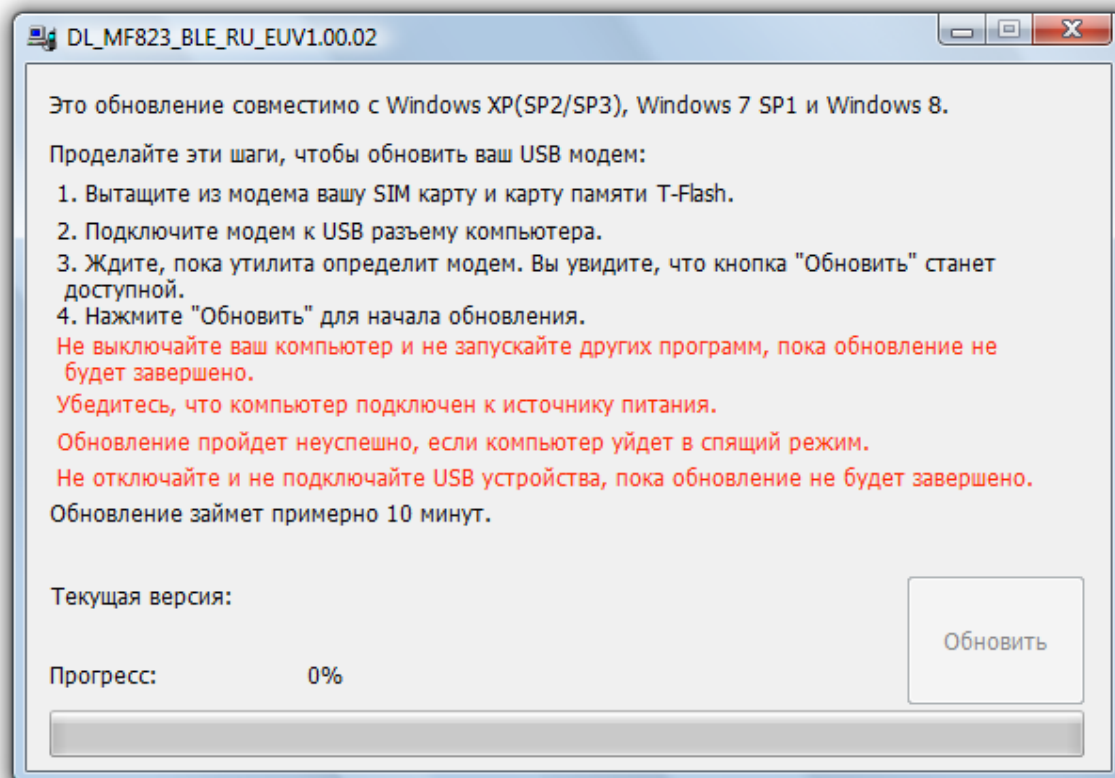 DL_MF823_BLE_RU_EUV1.00.02
Это обновление совместимо с Windows XP(SP2/SP3), Windows 7 SP1 и Windows 8.
Проделайте эти шаги, чтобы обновить ваш USB модем:
1. Вытащите из модема вашу SIM карту и карту памяти T-Flash.
2. Подключите модем к USB разъему компьютера.
3. Ждите, пока утилита определит модем. Вы увидите, что кнопка "Обновить" станет
доступной.
4. Нажмите "Обновить" для начала обновления.
Не выключайте ваш компьютер и не запускайте других программ, пока обновление не
будет завершено.
Убедитесь, что компьютер подключен к источнику питания.
Обновление пройдет неуспешно, если компьютер уйдет в спящий режим.
Не отключайте и не подключайте USB устройства, пока обновление не будет завершено.
Обновление займет примерно 10 минут.
Текущая версия:
Обновить
Прогресс: 0%